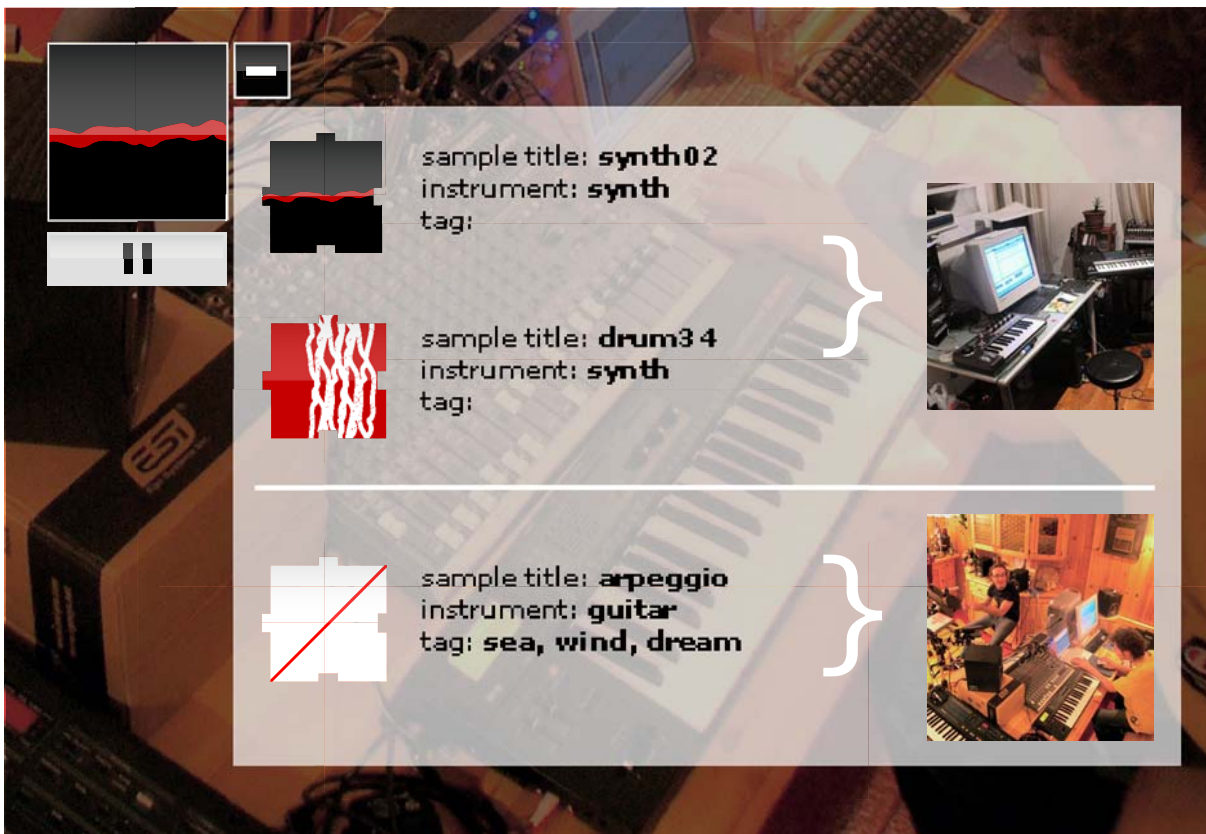 sample title: synth02
instrument: synth
tag:
sample title: drum34
instrument: synth
tag:
ESI
sample title: arpeggio
instrument: guitar
tag: sea, wind, dream